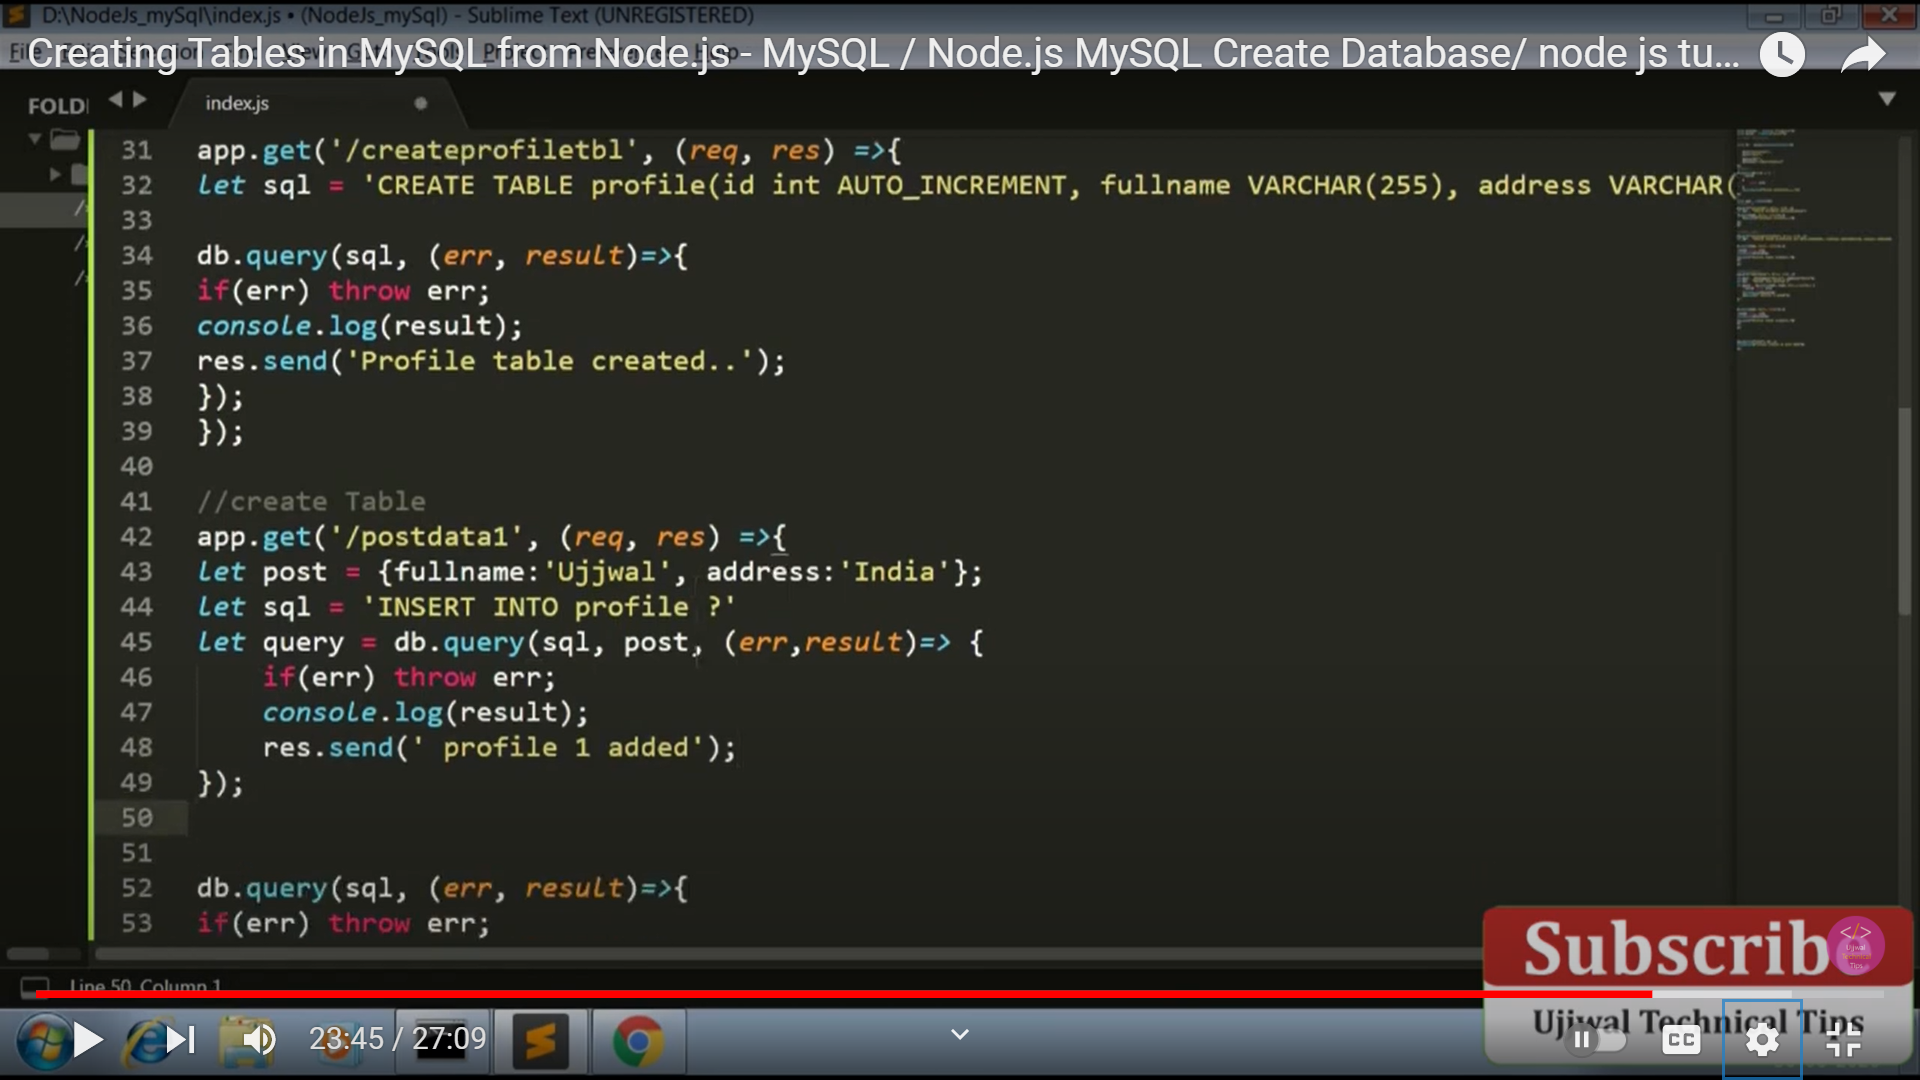 D:\NodeJs_mySql\index.js • (NodeJs_mySql) - Sublime Text (UNREGISTERED)
Creating Tables in MySQL from Node.js - MySQL / Node.js MySQL Create Database/ node js tu...
FOLD
index.js
31 app.get('/createprofiletbl', (req, res) =>{
32 let sql = 'CREATE TABLE profile(id int AUTO_INCREMENT, fullname VARCHAR(255), address VARCHAR(
33
34 db.query(sql, (err, result)=>{
35 if(err) throw err;
36 console.log(result);
37 res.send('Profile table created..');
38 });
39 });
40
41 //create Table
42 app.get('/postdata1', (req, res) =>{
43 let post = {fullname:'Ujjwal', address:'India'};
44 let sql = 'INSERT INTO profile ?'
45 let query = db.query(sql, post, (err,result)=> {
46 if(err) throw err;
47 console.log(result);
48 res.send(' profile 1 added');
49 });
50
51
52 db.query(sql, (err, result)=>{
53 if(err) throw err;
Subscrib
Line 50, Column 1
Ujjwal Technical Tips
23:45 / 27:09
CC